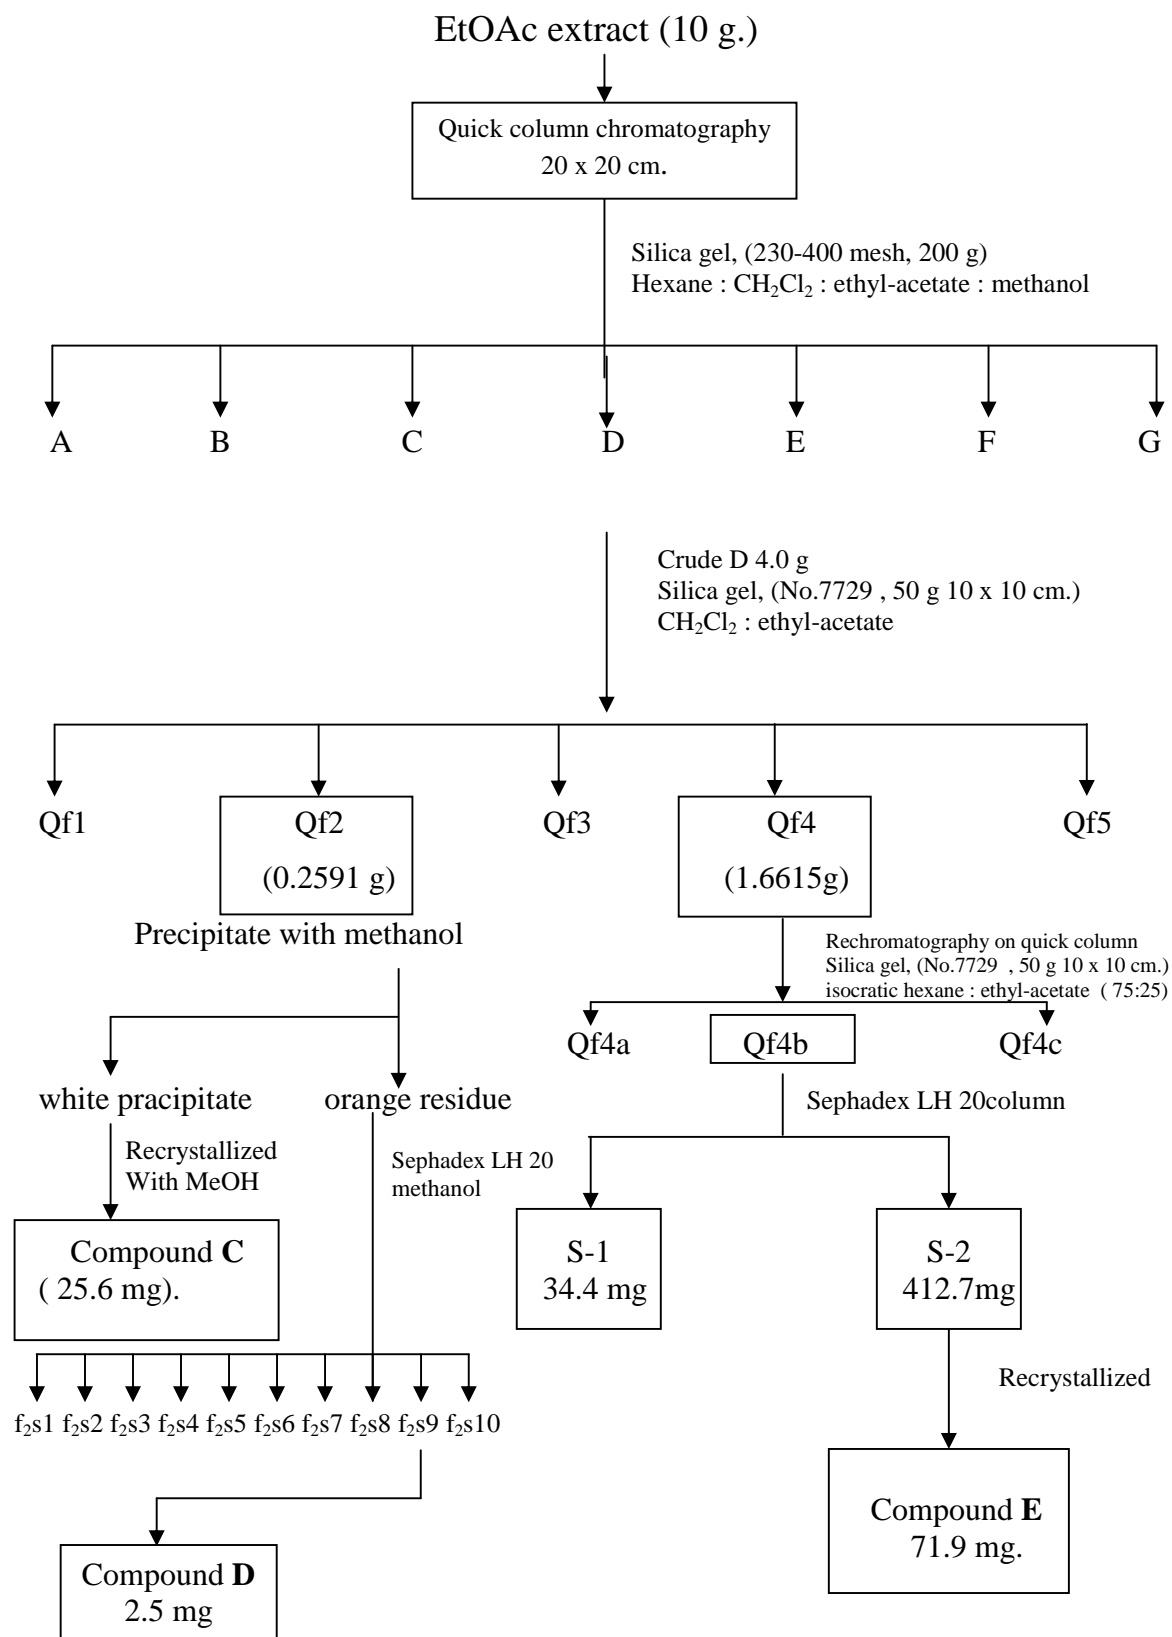 EtOAc extract (10 g.)
Quick column chromatography
20 x 20 cm.
Silica gel, (230-400 mesh, 200 g)
Hexane : CH₂Cl₂ : ethyl-acetate : methanol
A B C D E F G
Crude D 4.0 g
Silica gel, (No.7729 , 50 g 10 x 10 cm.)
CH₂Cl₂ : ethyl-acetate
Qf1 Qf2 Qf3 Qf4 Qf5
(0.2591 g) (1.6615g)
Precipitate with methanol
Rechromatography on quick column
Silica gel, (No.7729 , 50 g 10 x 10 cm.)
isocratic hexane : ethyl-acetate ( 75:25)
Qf4a Qf4b Qf4c
white pracipitate orange residue
Sephadex LH 20column
Recrystallized
With MeOH
Sephadex LH 20
methanol
Compound C
( 25.6 mg).
S-1
34.4 mg
S-2
412.7mg
f₂s1 f₂s2 f₂s3 f₂s4 f₂s5 f₂s6 f₂s7 f₂s8 f₂s9 f₂s10
Recrystallized
Compound E
71.9 mg.
Compound D
2.5 mg